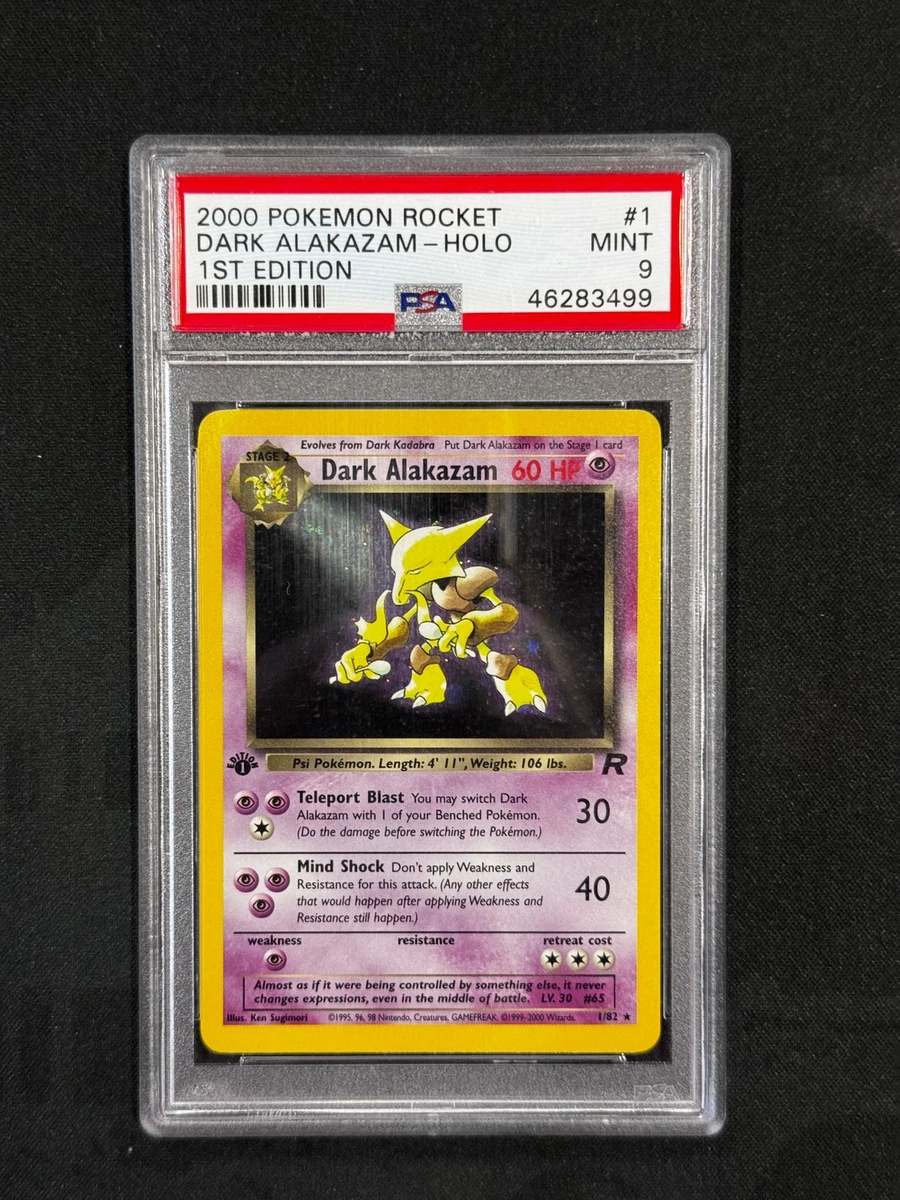 2000 POKEMON ROCKET #1
DARK ALAKAZAM - HOLO MINT
1ST EDITION 9
PSA 46283499
Evolves from Dark Kadabra Put Dark Alakazam on the Stage 1 card
STAGE 2
Dark Alakazam 60 HP
EDITION 1
Psi Pokémon. Length: 4' 11", Weight: 106 lbs. R
Teleport Blast You may switch Dark
Alakazam with 1 of your Benched Pokémon. 30
(Do the damage before switching the Pokémon.)
Mind Shock Don't apply Weakness and
Resistance for this attack. (Any other effects 40
that would happen after applying Weakness and
Resistance still happen.)
weakness resistance retreat cost
Almost as if it were being controlled by something else, it never
changes expressions, even in the middle of battle. LV. 30 #65
Illus. Ken Sugimori ©1995, 96, 98 Nintendo, Creatures, GAMEFREAK. ©1999-2000 Wizards. 1/82 ★
PSA